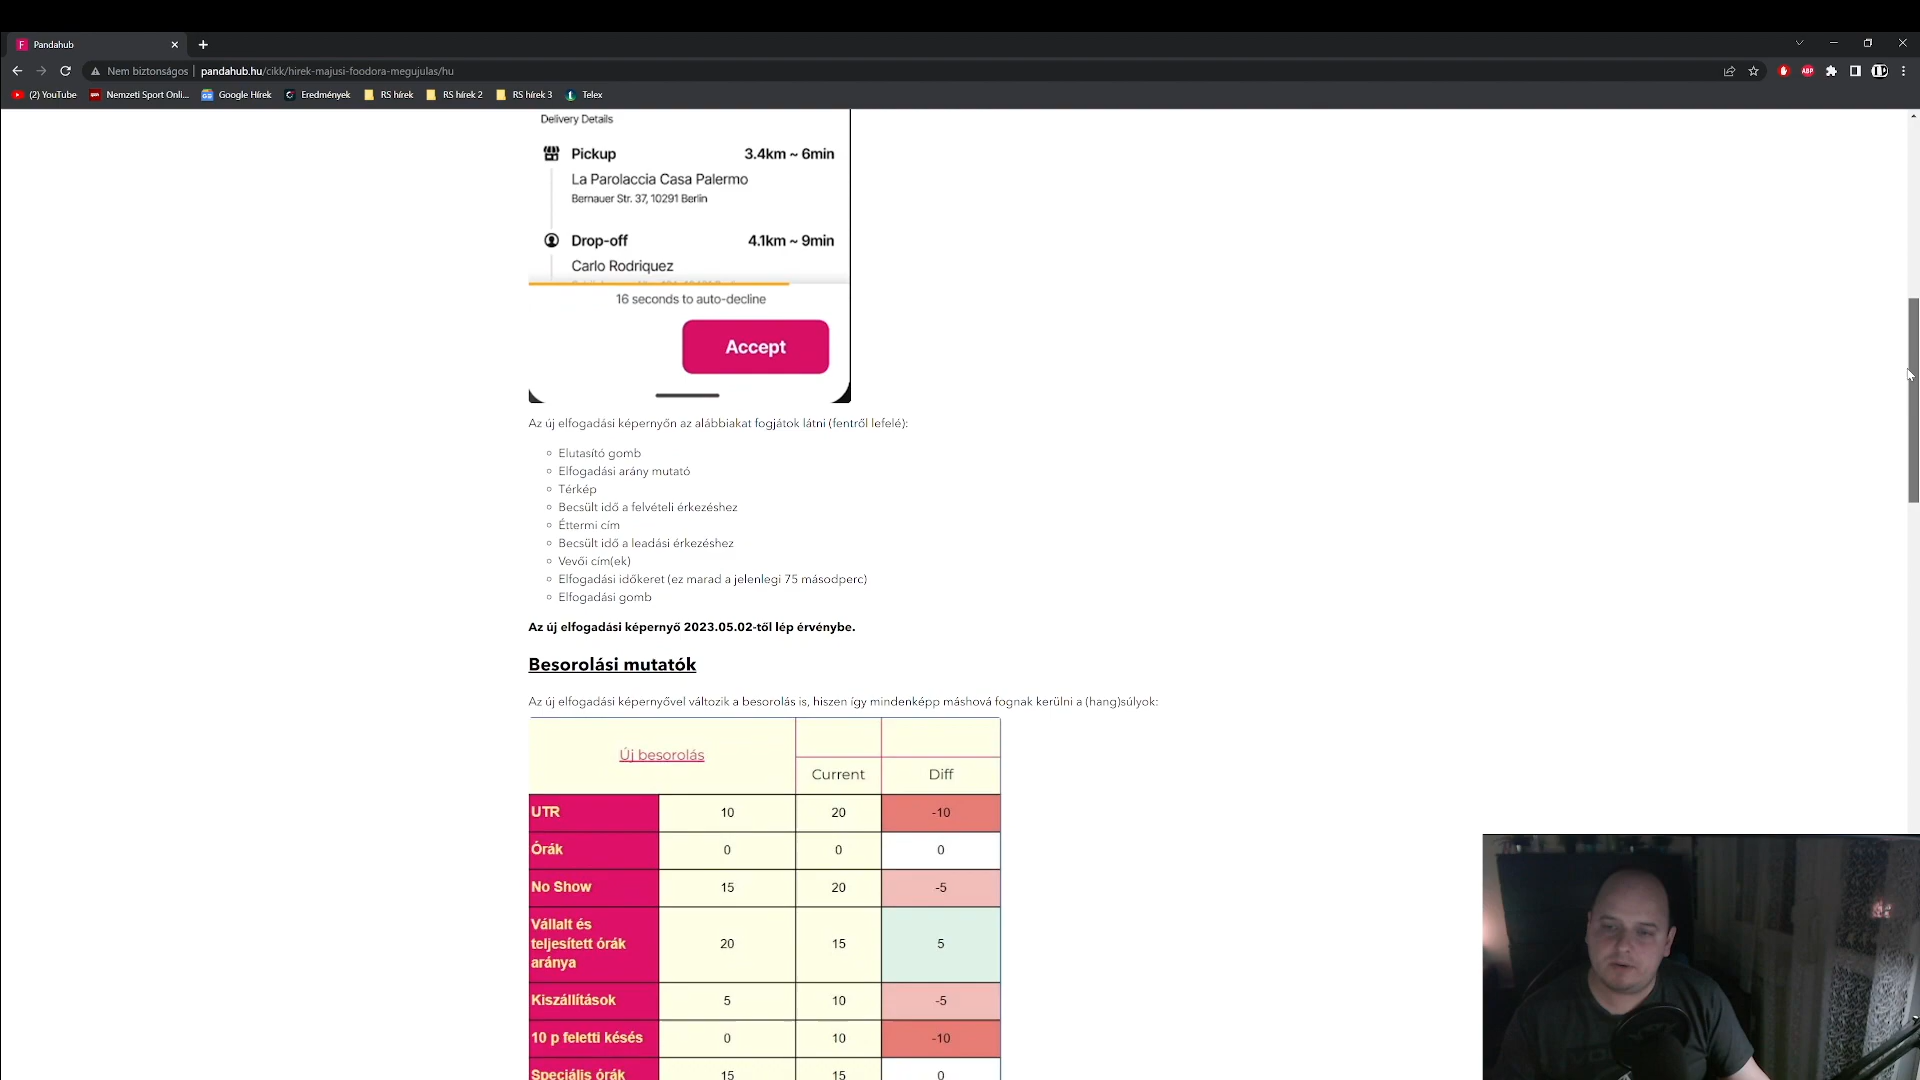 Pandahub
Nem biztonságos
pandahub.hu/cikk/hirek-majusi-foodora-megujulas/hu
ABP
(2) YouTube
Nemzeti Sport Onli...
Google Hírek
Eredmények
RS hírek
RS hírek 2
RS hírek 3
Telex
Delivery Details
Pickup 3.4km ~ 6min
La Parolaccia Casa Palermo
Bernauer Str. 37, 10291 Berlin
Drop-off 4.1km ~ 9min
Carlo Rodriquez
16 seconds to auto-decline
Accept
Az új elfogadási képernyőn az alábbiakat fogjátok látni (fentről lefelé):
Elutasító gomb
Elfogadási arány mutató
Térkép
Becsült idő a felvételi érkezéshez
Éttermi cím
Becsült idő a leadási érkezéshez
Vevői cím(ek)
Elfogadási időkeret (ez marad a jelenlegi 75 másodperc)
Elfogadási gomb
Az új elfogadási képernyő 2023.05.02-től lép érvénybe.
Besorolási mutatók
Az új elfogadási képernyővel változik a besorolás is, hiszen így mindenképp máshová fognak kerülni a (hang)súlyok:
Új besorolás
Current Diff
UTR 10 20 -10
Órák 0 0 0
No Show 15 20 -5
Vállalt és
teljesített órák
aránya
20 15 5
Kiszállítások 5 10 -5
10 p feletti késés 0 10 -10
Speciális órák 15 15 0